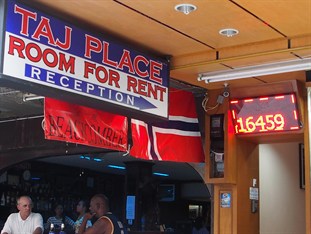 TAJ PLACE
ROOM FOR RENT
RECEPTION
16459